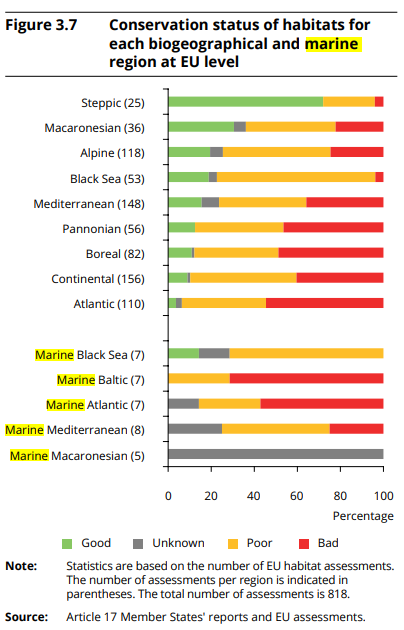 Figure 3.7 Conservation status of habitats for
each biogeographical and marine
region at EU level
Steppic (25)
Macaronesian (36)
Alpine (118)
Black Sea (53)
Mediterranean (148)
Pannonian (56)
Boreal (82)
Continental (156)
Atlantic (110)
Marine Black Sea (7)
Marine Baltic (7)
Marine Atlantic (7)
Marine Mediterranean (8)
Marine Macaronesian (5)
0 20 40 60 80 100
Percentage
Good Unknown Poor Bad
Note: Statistics are based on the number of EU habitat assessments.
The number of assessments per region is indicated in
parentheses. The total number of assessments is 818.
Source: Article 17 Member States' reports and EU assessments.